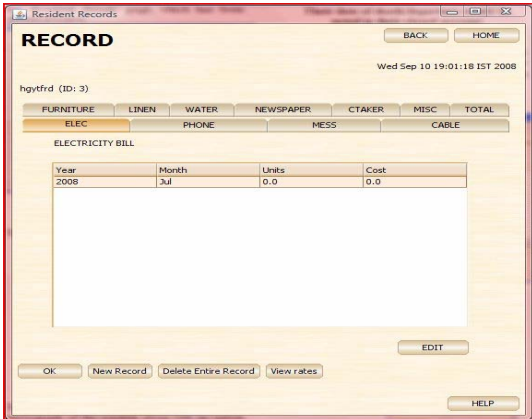 Resident Records
RECORD
BACK HOME
Wed Sep 10 19:01:18 IST 2008
hgytfrd (ID: 3)
FURNITURE LINEN WATER NEWSPAPER CTAKER MISC TOTAL
ELEC PHONE MESS CABLE
ELECTRICITY BILL
Year Month Units Cost
2008 Jul 0.0 0.0
EDIT
OK New Record Delete Entire Record View rates
HELP